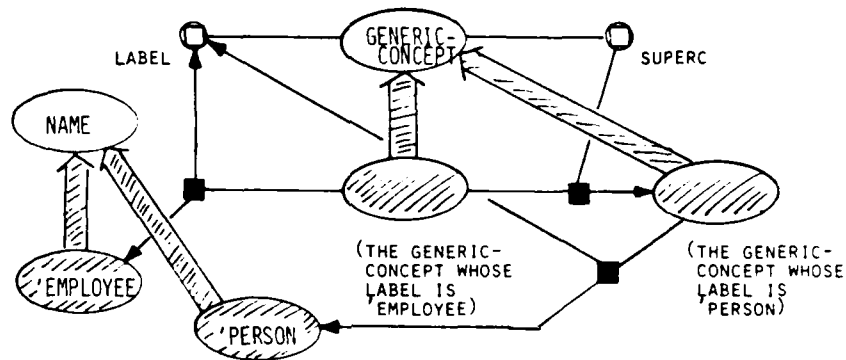 GENERIC-
CONCEPT
LABEL
SUPERC
NAME
(THE GENERIC-
CONCEPT WHOSE
LABEL IS
'EMPLOYEE)
(THE GENERIC-
CONCEPT WHOSE
LABEL IS
'PERSON)
'EMPLOYEE
'PERSON